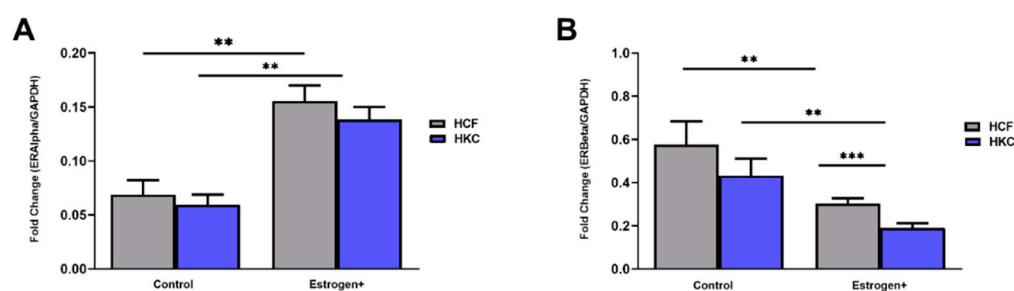 A
Fold Change (ERAlpha/GAPDH)
0.20
0.15
0.10
0.05
0.00
**
**
HCF
HKC
Control
Estrogen+
B
Fold Change (ERBeta/GAPDH)
1.0
0.8
0.6
0.4
0.2
0.0
**
**
***
HCF
HKC
Control
Estrogen+